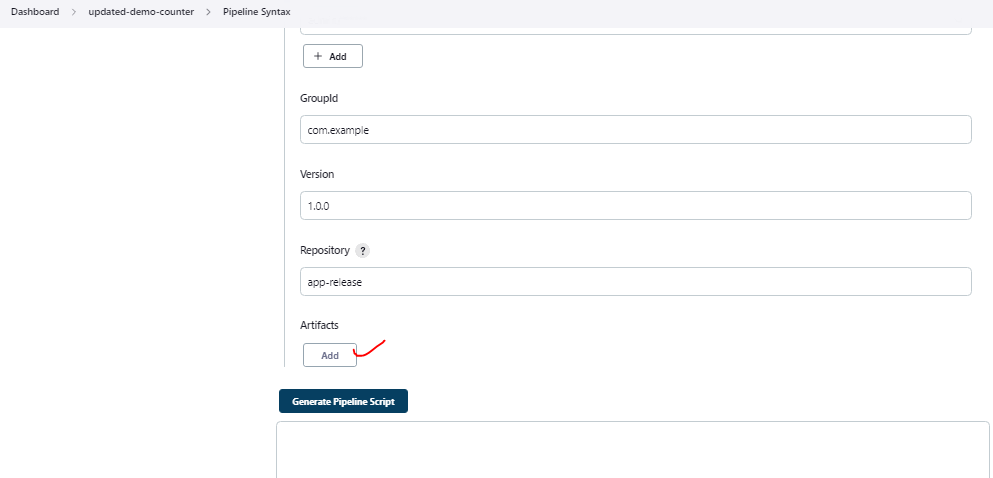 Dashboard > updated-demo-counter > Pipeline Syntax
+ Add
GroupId
com.example
Version
1.0.0
Repository ?
app-release
Artifacts
Add
Generate Pipeline Script